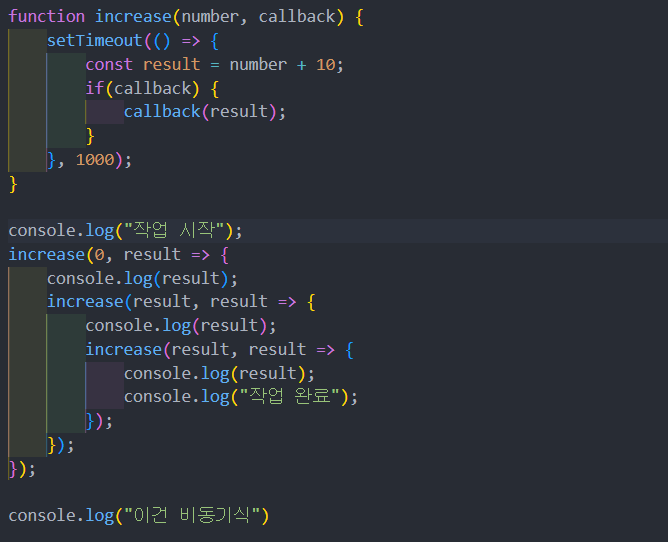 function increase(number, callback) {
    setTimeout(() => {
        const result = number + 10;
        if(callback) {
            callback(result);
        }
    }, 1000);
}

console.log("작업 시작");
increase(0, result => {
    console.log(result);
    increase(result, result => {
        console.log(result);
        increase(result, result => {
            console.log(result);
            console.log("작업 완료");
        });
    });
});

console.log("이건 비동기식")